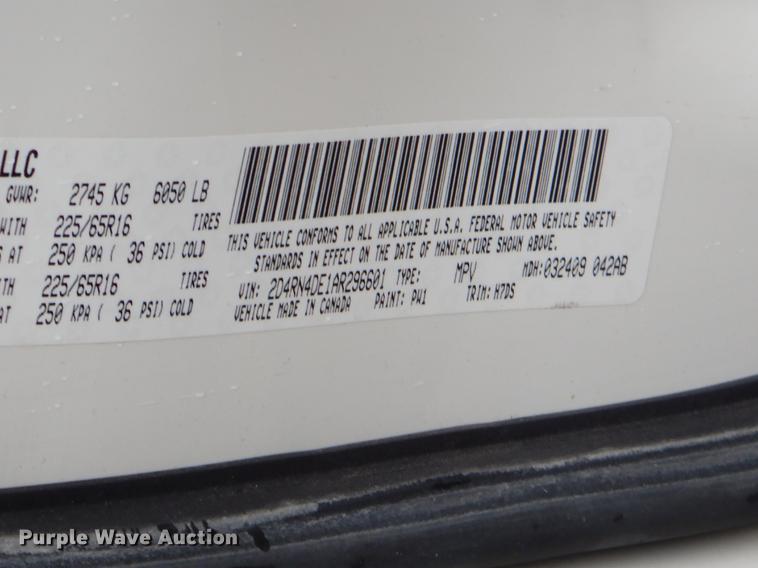 LLC
GVWR: 2745 KG 6050 LB
WITH 225/65R16 TIRES
S AT 250 KPA ( 36 PSI) COLD
ITH 225/65R16 TIRES
AT 250 KPA ( 36 PSI) COLD
THIS VEHICLE CONFORMS TO ALL APPLICABLE U.S.A. FEDERAL MOTOR VEHICLE SAFETY
STANDARDS IN EFFECT ON THE DATE OF MANUFACTURE SHOWN ABOVE.
VIN: 2D4RN4DE1AR296601 TYPE: MPV MDH:032409 042AB
VEHICLE MADE IN CANADA PAINT: PW1 TRIM: H7DS
Purple Wave Auction